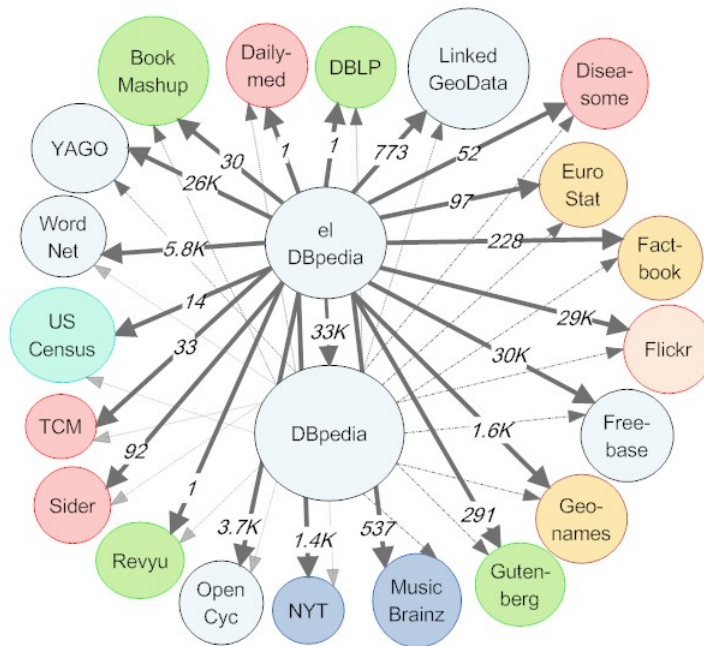 Book
Mashup
Daily-
med
DBLP
Linked
GeoData
Disea-
some
YAGO
30
1
1
773
52
26K
Euro
Stat
97
Word
Net
5.8K
el
DBpedia
228
Fact-
book
US
Census
14
33K
29K
Flickr
33
30K
TCM
DBpedia
Free-
base
92
1.6K
Sider
1
291
Geo-
names
3.7K
1.4K
537
Revyu
Open
Cyc
NYT
Music
Brainz
Guten-
berg